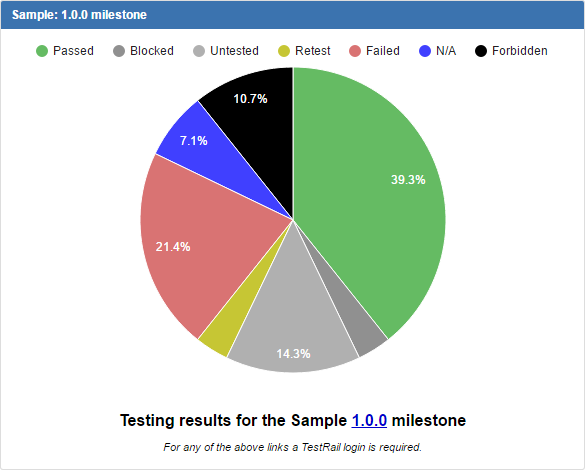 Sample: 1.0.0 milestone
Passed Blocked Untested Retest Failed N/A Forbidden
10.7%
7.1%
39.3%
21.4%
14.3%
Testing results for the Sample 1.0.0 milestone
For any of the above links a TestRail login is required.